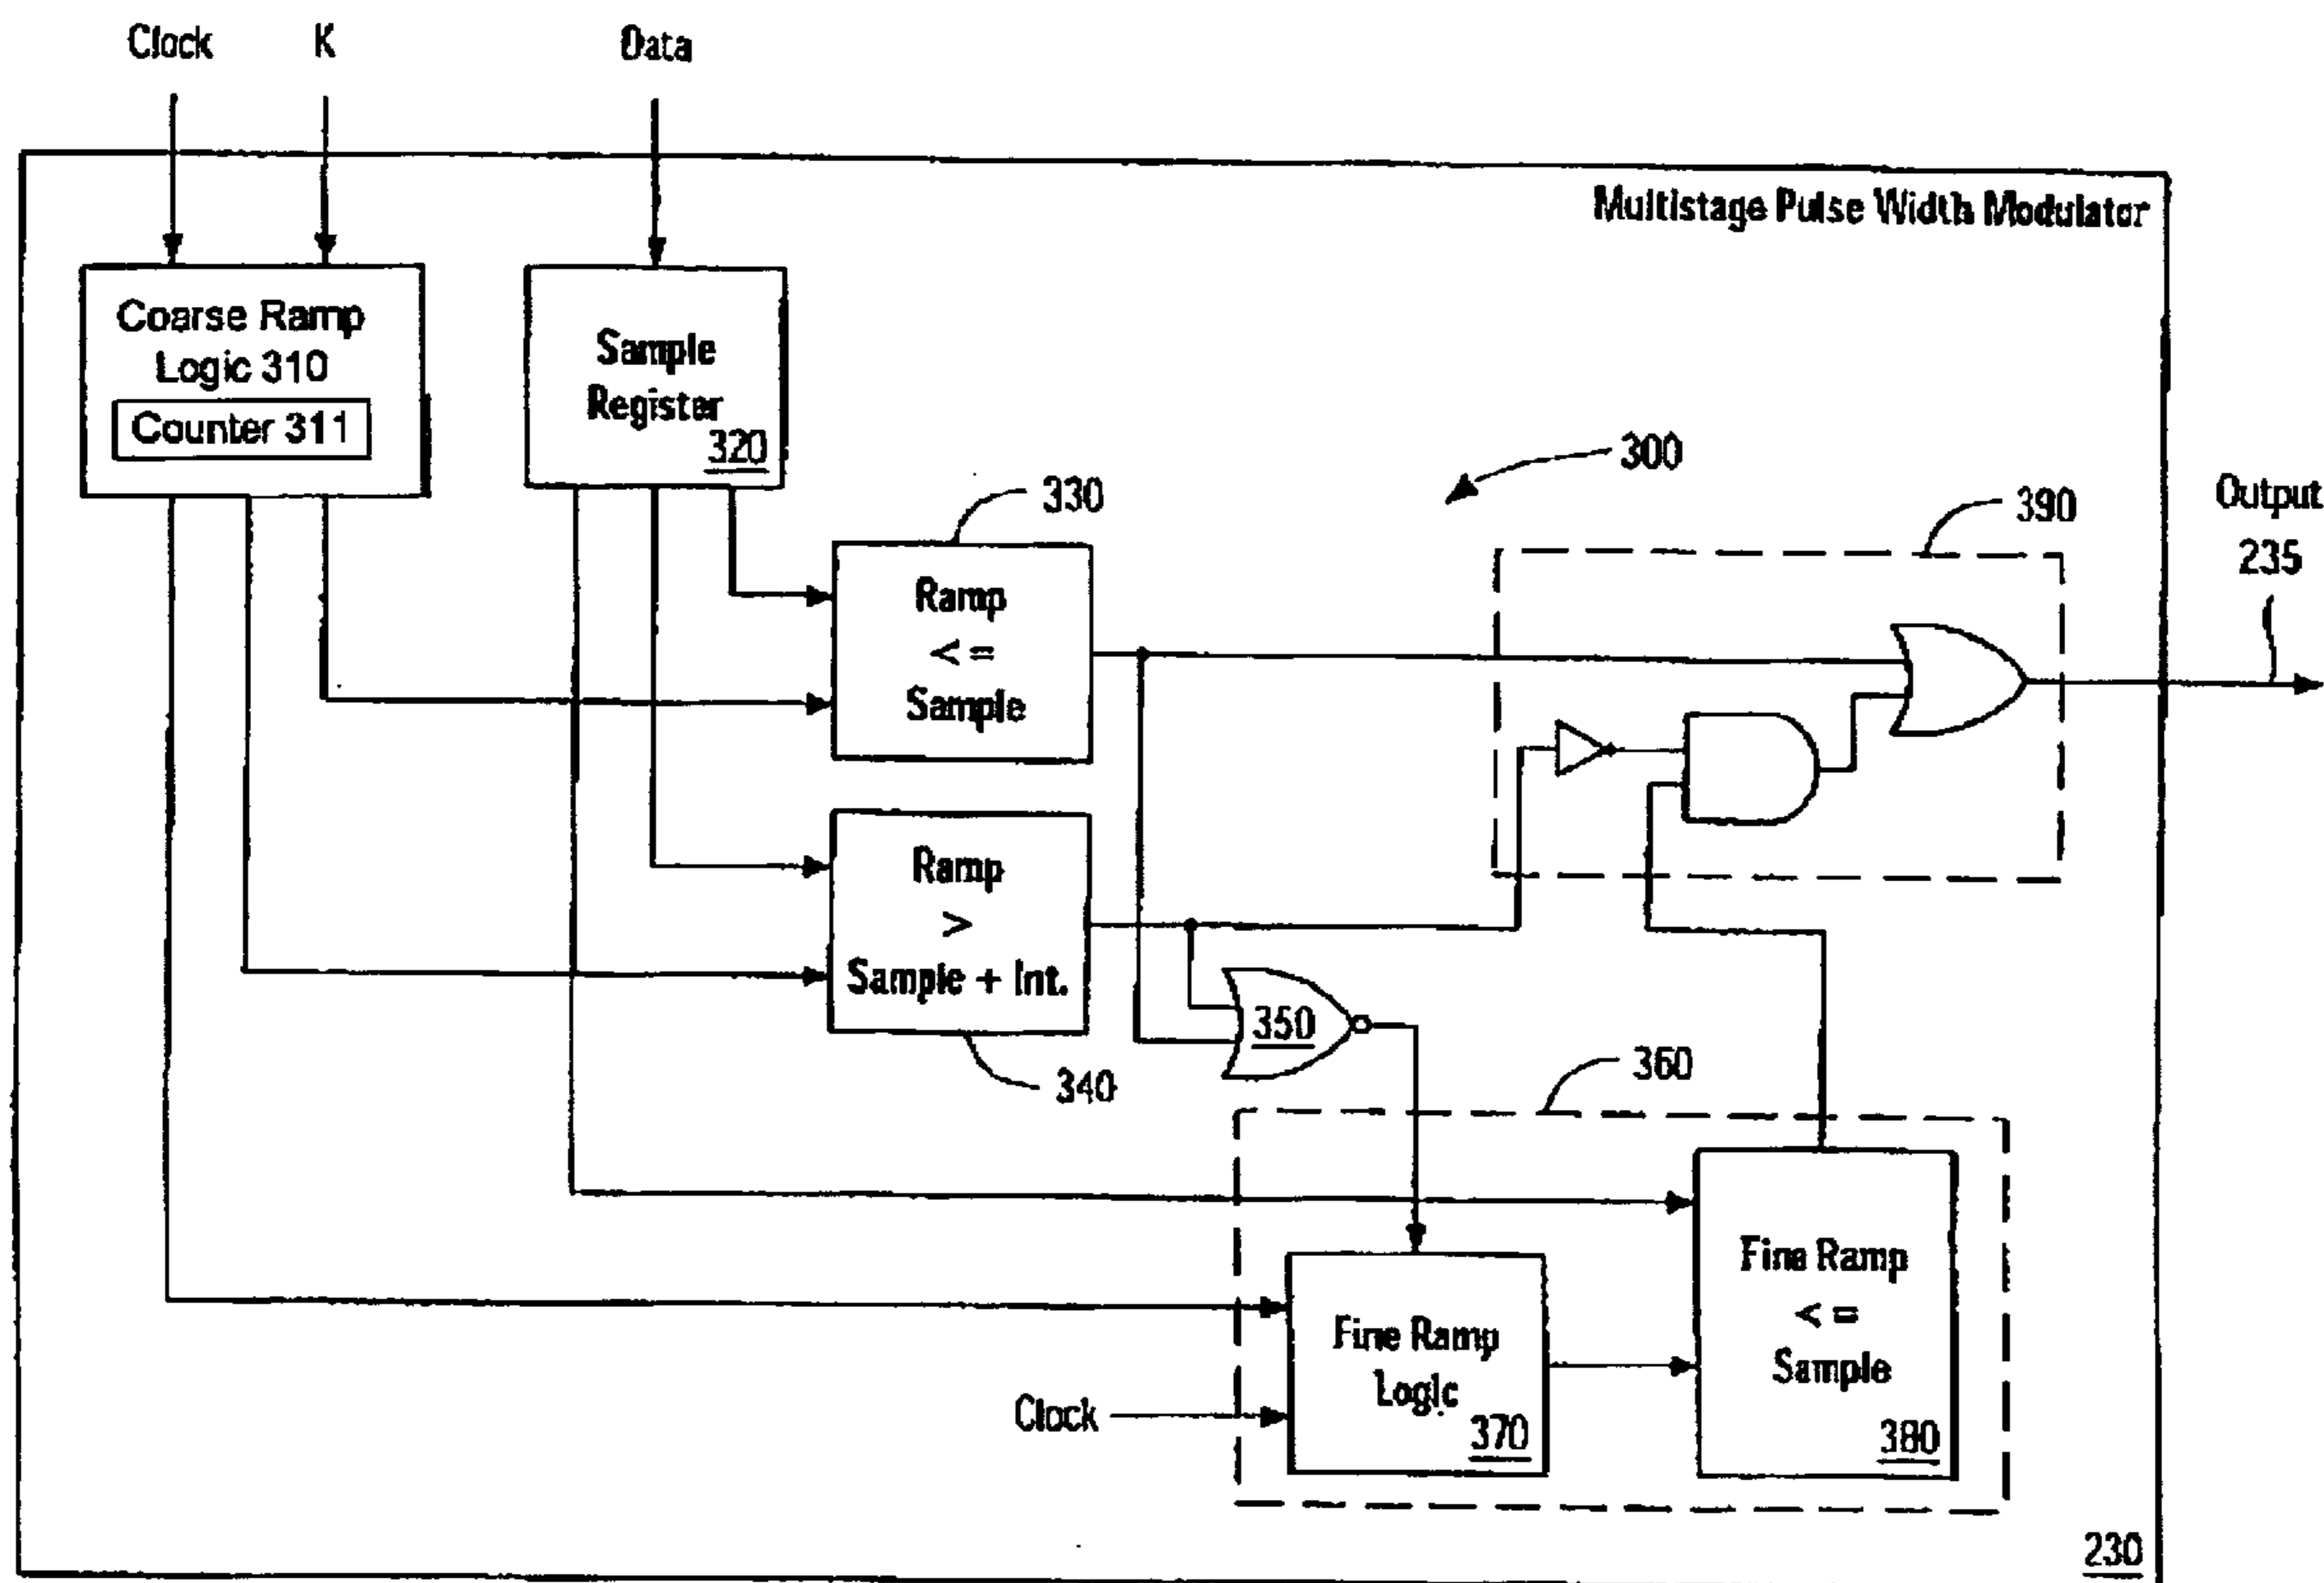 Clock K Data
Multistage Pulse Width Modulator
Coarse Ramp
Logic 310
Counter 311
Sample
Register
320
330
Ramp
< =
Sample
300
390
Output
235
Ramp
>
Sample + Int.
340
350
360
Fine Ramp
Logic
370
Clock
Fine Ramp
< =
Sample
380
230